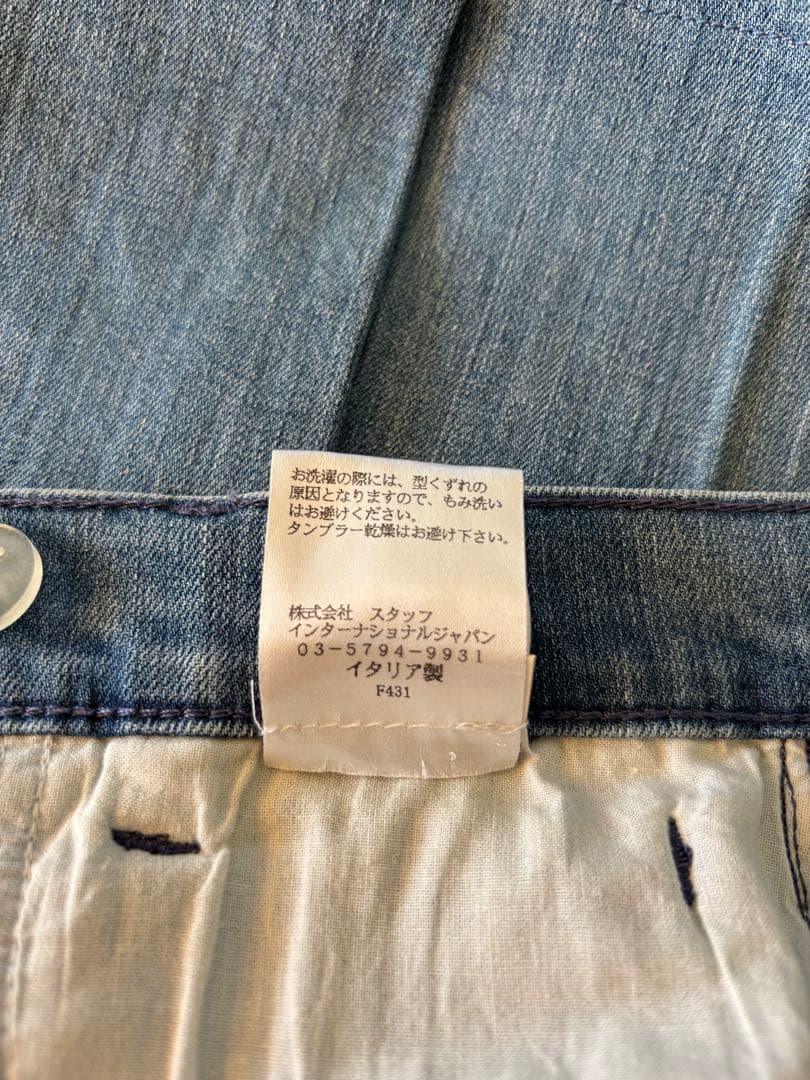 お洗濯の際には、型くずれの
原因となりますので、もみ洗い
はお避けください。
タンブラー乾燥はお避け下さい。
株式会社　スタッフ
インターナショナルジャパン
０３−５７９４−９９３１
イタリア製
F431